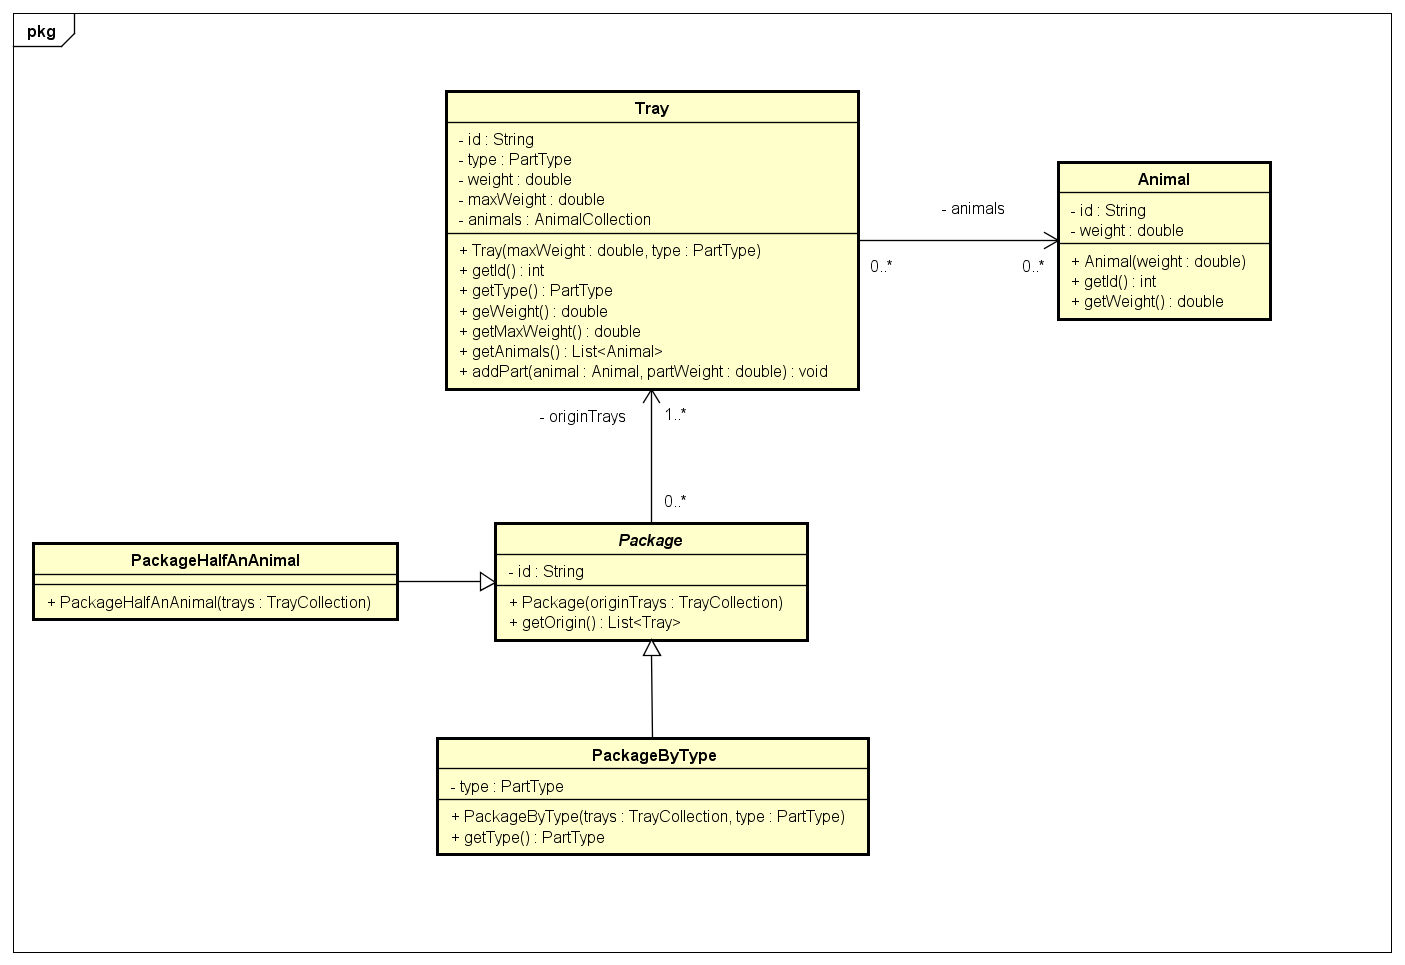 pkg
Tray
- id : String
- type : PartType
- weight : double
- maxWeight : double
- animals : AnimalCollection
+ Tray(maxWeight : double, type : PartType)
+ getId() : int
+ getType() : PartType
+ geWeight() : double
+ getMaxWeight() : double
+ getAnimals() : List<Animal>
+ addPart(animal : Animal, partWeight : double) : void
- animals
0..*
0..*
Animal
- id : String
- weight : double
+ Animal(weight : double)
+ getId() : int
+ getWeight() : double
- originTrays
1..*
0..*
PackageHalfAnAnimal
+ PackageHalfAnAnimal(trays : TrayCollection)
Package
- id : String
+ Package(originTrays : TrayCollection)
+ getOrigin() : List<Tray>
PackageByType
- type : PartType
+ PackageByType(trays : TrayCollection, type : PartType)
+ getType() : PartType